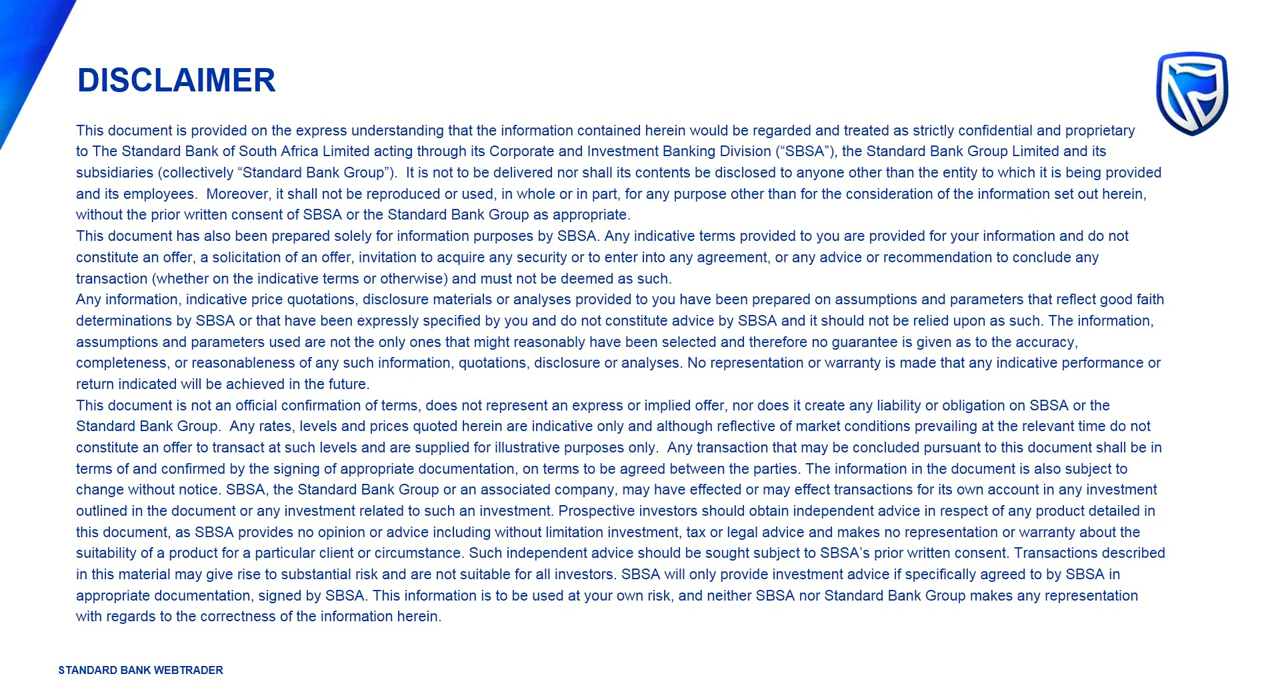 DISCLAIMER
This document is provided on the express understanding that the information contained herein would be regarded and treated as strictly confidential and proprietary
to The Standard Bank of South Africa Limited acting through its Corporate and Investment Banking Division (“SBSA”), the Standard Bank Group Limited and its
subsidiaries (collectively “Standard Bank Group”).  It is not to be delivered nor shall its contents be disclosed to anyone other than the entity to which it is being provided
and its employees.  Moreover, it shall not be reproduced or used, in whole or in part, for any purpose other than for the consideration of the information set out herein,
without the prior written consent of SBSA or the Standard Bank Group as appropriate.
This document has also been prepared solely for information purposes by SBSA. Any indicative terms provided to you are provided for your information and do not
constitute an offer, a solicitation of an offer, invitation to acquire any security or to enter into any agreement, or any advice or recommendation to conclude any
transaction (whether on the indicative terms or otherwise) and must not be deemed as such.
Any information, indicative price quotations, disclosure materials or analyses provided to you have been prepared on assumptions and parameters that reflect good faith
determinations by SBSA or that have been expressly specified by you and do not constitute advice by SBSA and it should not be relied upon as such. The information,
assumptions and parameters used are not the only ones that might reasonably have been selected and therefore no guarantee is given as to the accuracy,
completeness, or reasonableness of any such information, quotations, disclosure or analyses. No representation or warranty is made that any indicative performance or
return indicated will be achieved in the future.
This document is not an official confirmation of terms, does not represent an express or implied offer, nor does it create any liability or obligation on SBSA or the
Standard Bank Group.  Any rates, levels and prices quoted herein are indicative only and although reflective of market conditions prevailing at the relevant time do not
constitute an offer to transact at such levels and are supplied for illustrative purposes only.  Any transaction that may be concluded pursuant to this document shall be in
terms of and confirmed by the signing of appropriate documentation, on terms to be agreed between the parties. The information in the document is also subject to
change without notice. SBSA, the Standard Bank Group or an associated company, may have effected or may effect transactions for its own account in any investment
outlined in the document or any investment related to such an investment. Prospective investors should obtain independent advice in respect of any product detailed in
this document, as SBSA provides no opinion or advice including without limitation investment, tax or legal advice and makes no representation or warranty about the
suitability of a product for a particular client or circumstance. Such independent advice should be sought subject to SBSA’s prior written consent. Transactions described
in this material may give rise to substantial risk and are not suitable for all investors. SBSA will only provide investment advice if specifically agreed to by SBSA in
appropriate documentation, signed by SBSA. This information is to be used at your own risk, and neither SBSA nor Standard Bank Group makes any representation
with regards to the correctness of the information herein.
STANDARD BANK WEBTRADER